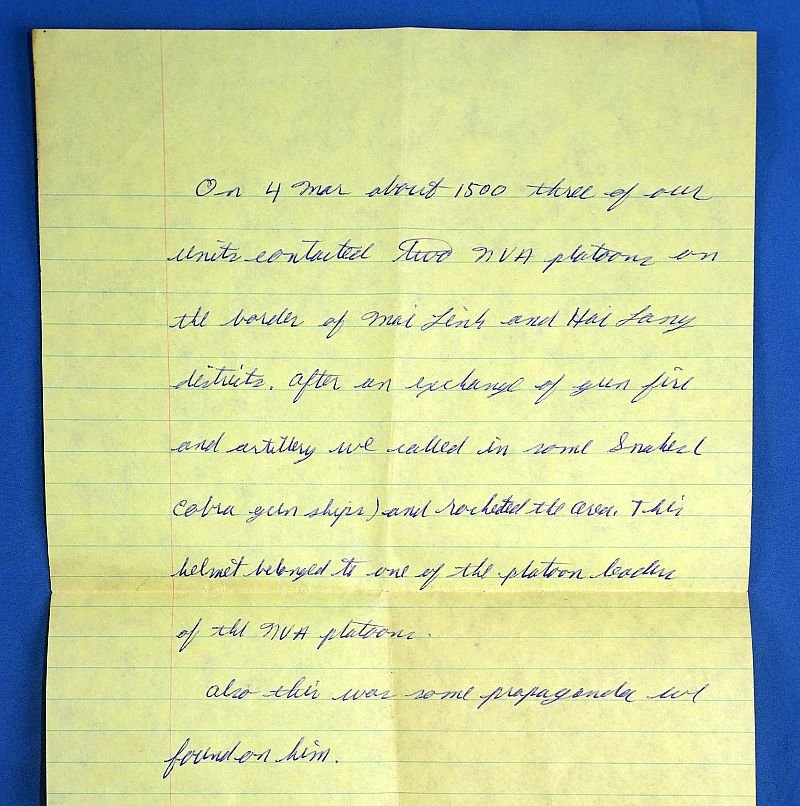 On 4 Mar about 1500 three of our
units contacted two NVA platoons on
the border of Mai Linh and Hai Lang
districts. After an exchange of gun fire
and artillery we called in some Snakes (
Cobra gun ships) and rocketed the area. This
helmet belonged to one of the platoon leaders
of the NVA platoons.
Also this was some propaganda we
found on him.